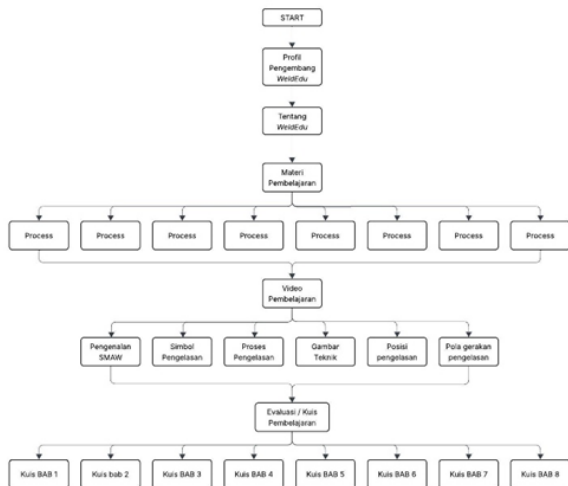 START
Profil
Pengembang
WeldEdu
Tentang
WeldEdu
Materi
Pembelajaran
Process
Process
Process
Process
Process
Process
Process
Process
Video
Pembelajaran
Pengenalan
SMAW
Simbol
Pengelasan
Proses
Pengelasan
Gambar
Teknik
Posisi
pengelasan
Pola gerakan
pengelasan
Evaluasi / Kuis
Pembelajaran
Kuis BAB 1
Kuis bab 2
Kuis BAB 3
Kuis BAB 4
Kuis BAB 5
Kuis BAB 6
Kuis BAB 7
Kuis BAB 8